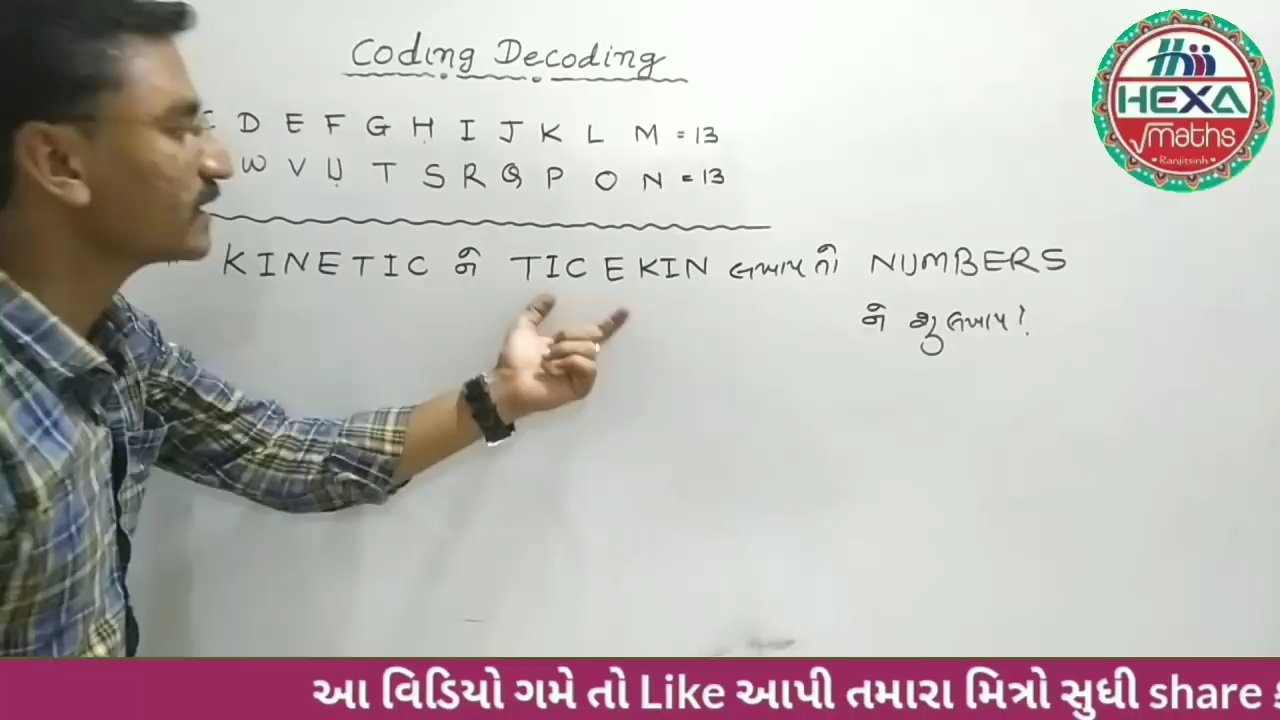 Coding Decoding
D E F G H I J K L M = 13
W V U T S R Q P O N = 13
KINETIC ને TICEKIN લખાય તો NUMBERS
ને શુ લખાય?
HEXA
√maths
Ranjitsinh
આ વિડિયો ગમે તો Like આપી તમારા મિત્રો સુધી share